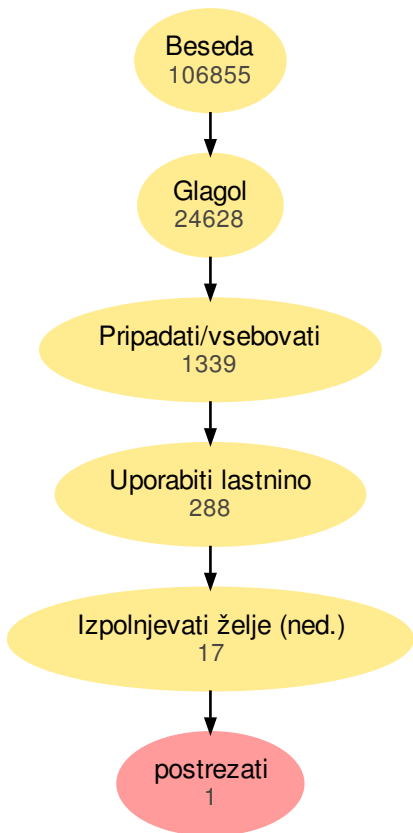 Beseda
106855
Glagol
24628
Pripadati/vsebovati
1339
Uporabiti lastnino
288
Izpolnjevati želje (ned.)
17
postrezati
1